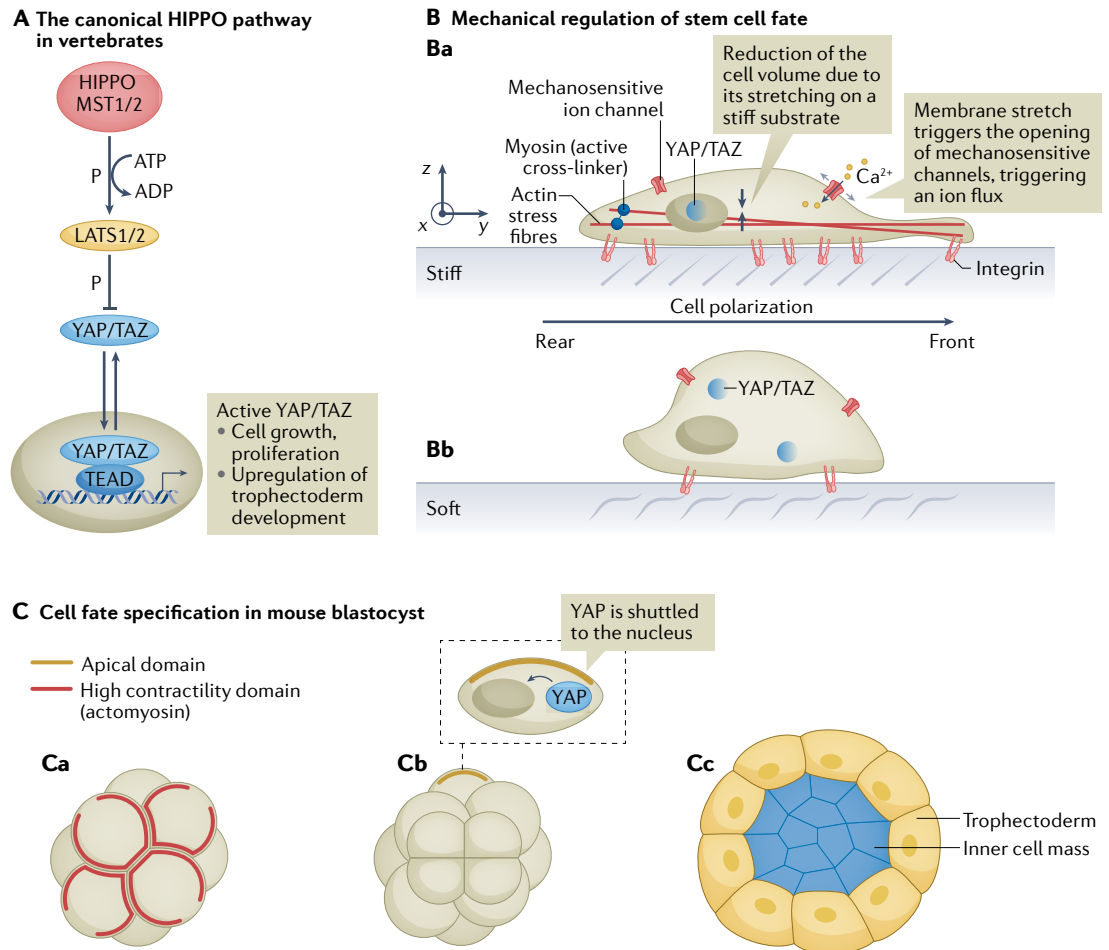 A The canonical HIPPO pathway
in vertebrates
HIPPO
MST1/2
P
ATP
ADP
LATS1/2
P
YAP/TAZ
YAP/TAZ
TEAD
Active YAP/TAZ
• Cell growth,
proliferation
• Upregulation of
trophectoderm
development
B Mechanical regulation of stem cell fate
Ba
Reduction of the
cell volume due to
its stretching on a
stiff substrate
Mechanosensitive
ion channel
Membrane stretch
triggers the opening
of mechanosensitive
channels, triggering
an ion flux
Myosin (active
cross-linker)
YAP/TAZ
Ca²⁺
z
x
y
Actin
stress
fibres
Stiff
Integrin
Cell polarization
Rear
Front
YAP/TAZ
Bb
Soft
C Cell fate specification in mouse blastocyst
YAP is shuttled
to the nucleus
Apical domain
High contractility domain
(actomyosin)
YAP
Ca
Cb
Cc
Trophectoderm
Inner cell mass